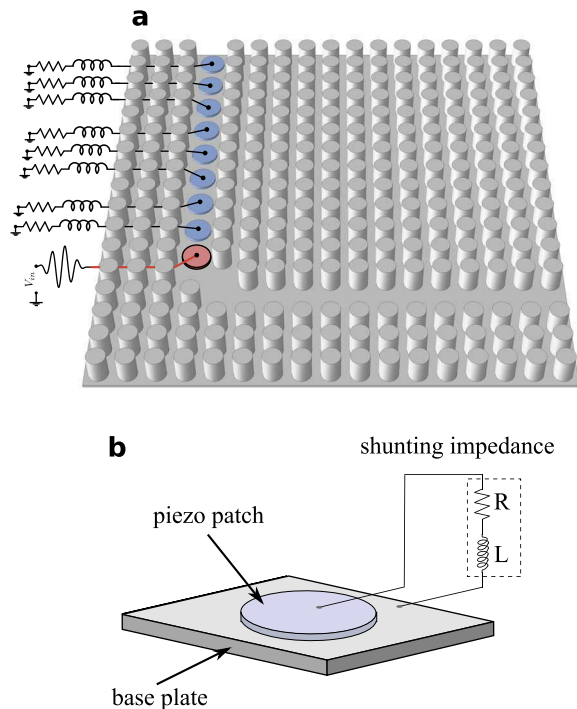 a
V_in
b
shunting impedance
R
piezo patch
L
base plate